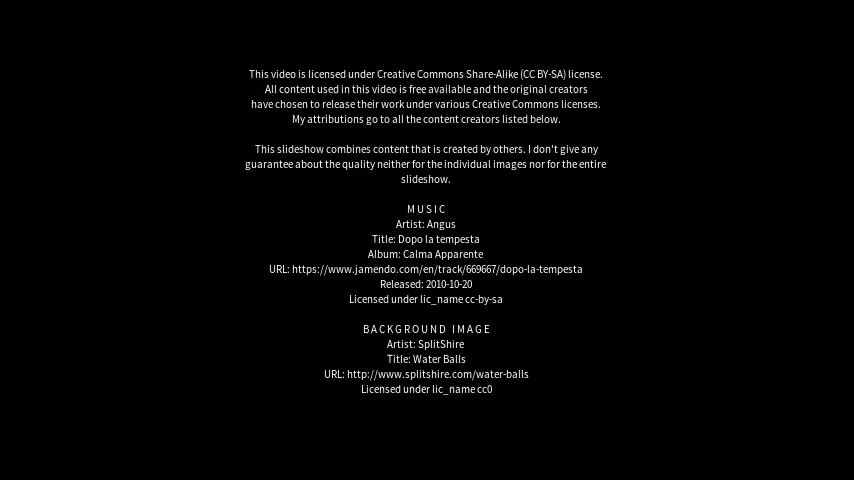 This video is licensed under Creative Commons Share-Alike (CC BY-SA) license.
All content used in this video is free available and the original creators
have chosen to release their work under various Creative Commons licenses.
My attributions go to all the content creators listed below.
This slideshow combines content that is created by others. I don't give any
guarantee about the quality neither for the individual images nor for the entire
slideshow.
MUSIC
Artist: Angus
Title: Dopo la tempesta
Album: Calma Apparente
URL: https://www.jamendo.com/en/track/669667/dopo-la-tempesta
Released: 2010-10-20
Licensed under lic_name cc-by-sa
BACKGROUND IMAGE
Artist: SplitShire
Title: Water Balls
URL: http://www.splitshire.com/water-balls
Licensed under lic_name cc0